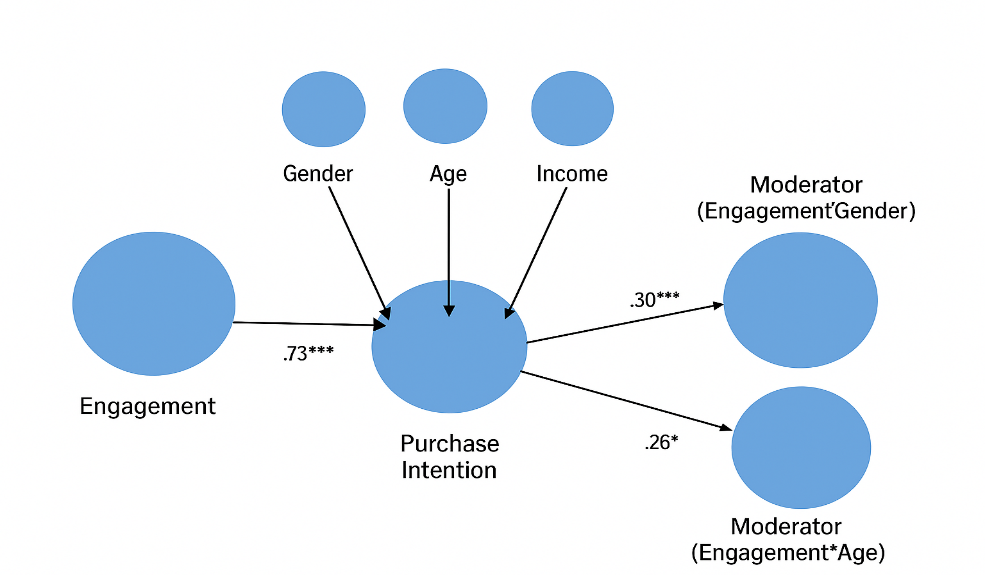 Gender
Age
Income
Moderator
(Engagement'Gender)
.30***
.73***
Engagement
Purchase
Intention
.26*
Moderator
(Engagement*Age)